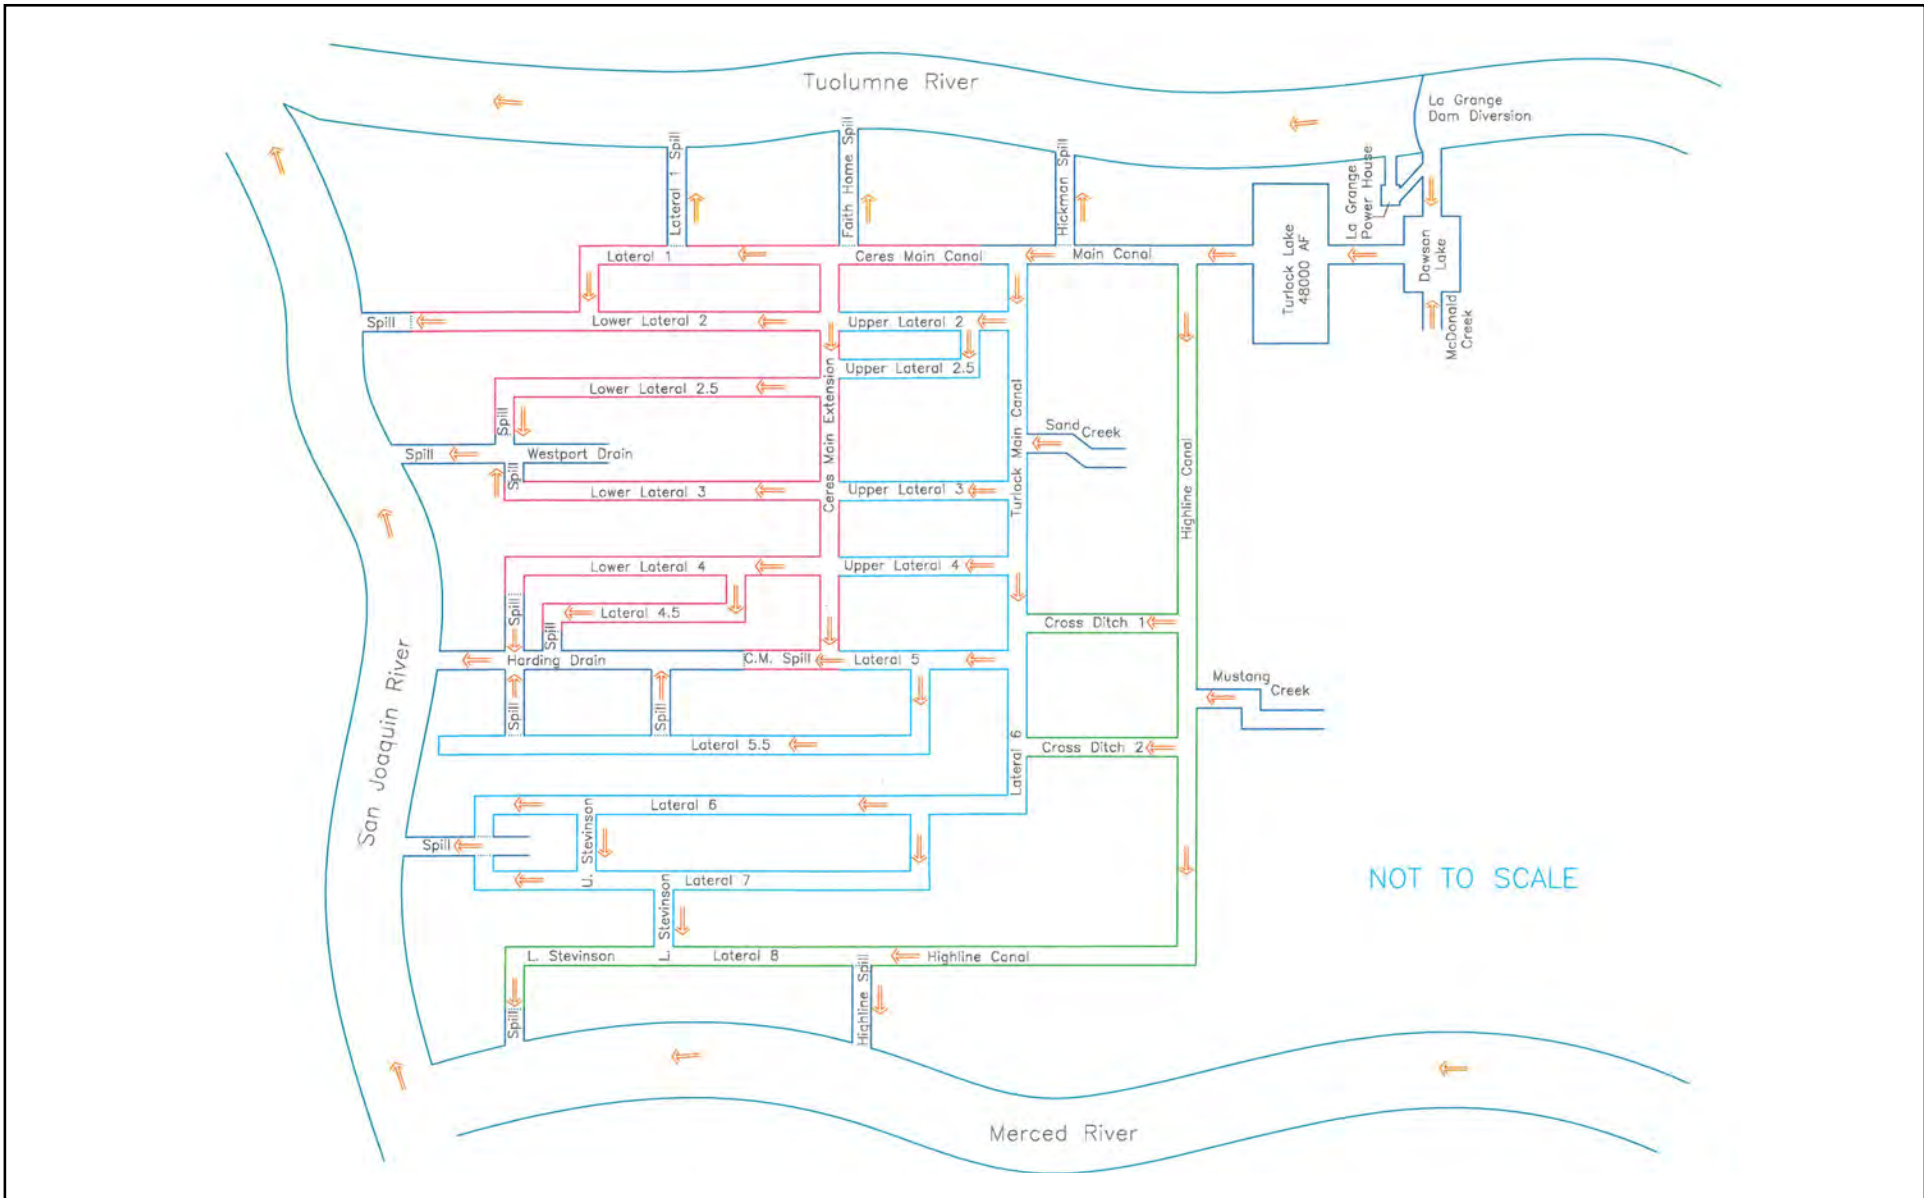 Tuolumne River
La Grange
Dam Diversion
Lateral 1 Spill
Faith Home Spill
Hickman Spill
La Grange
Power House
Turlock Lake
48000 AF
Dawson
Lake
McDonald
Creek
Lateral 1
Ceres Main Canal
Main Canal
Spill
Lower Lateral 2
Upper Lateral 2
Upper Lateral 2.5
Lower Lateral 2.5
Ceres Main Extension
Turlock Main Canal
Highline Canal
Spill
Sand Creek
Spill
Westport Drain
Spill
Lower Lateral 3
Upper Lateral 3
Lower Lateral 4
Upper Lateral 4
Spill
Lateral 4.5
Spill
Cross Ditch 1
Harding Drain
C.M. Spill
Lateral 5
Mustang Creek
Spill
Spill
Lateral 5.5
Lateral 6
Cross Ditch 2
San Joaquin River
Lateral 6
U. Stevinson
Spill
Lateral 7
NOT TO SCALE
L. Stevinson
L. Stevinson
Lateral 8
Highline Canal
Spill
Highline Spill
Merced River